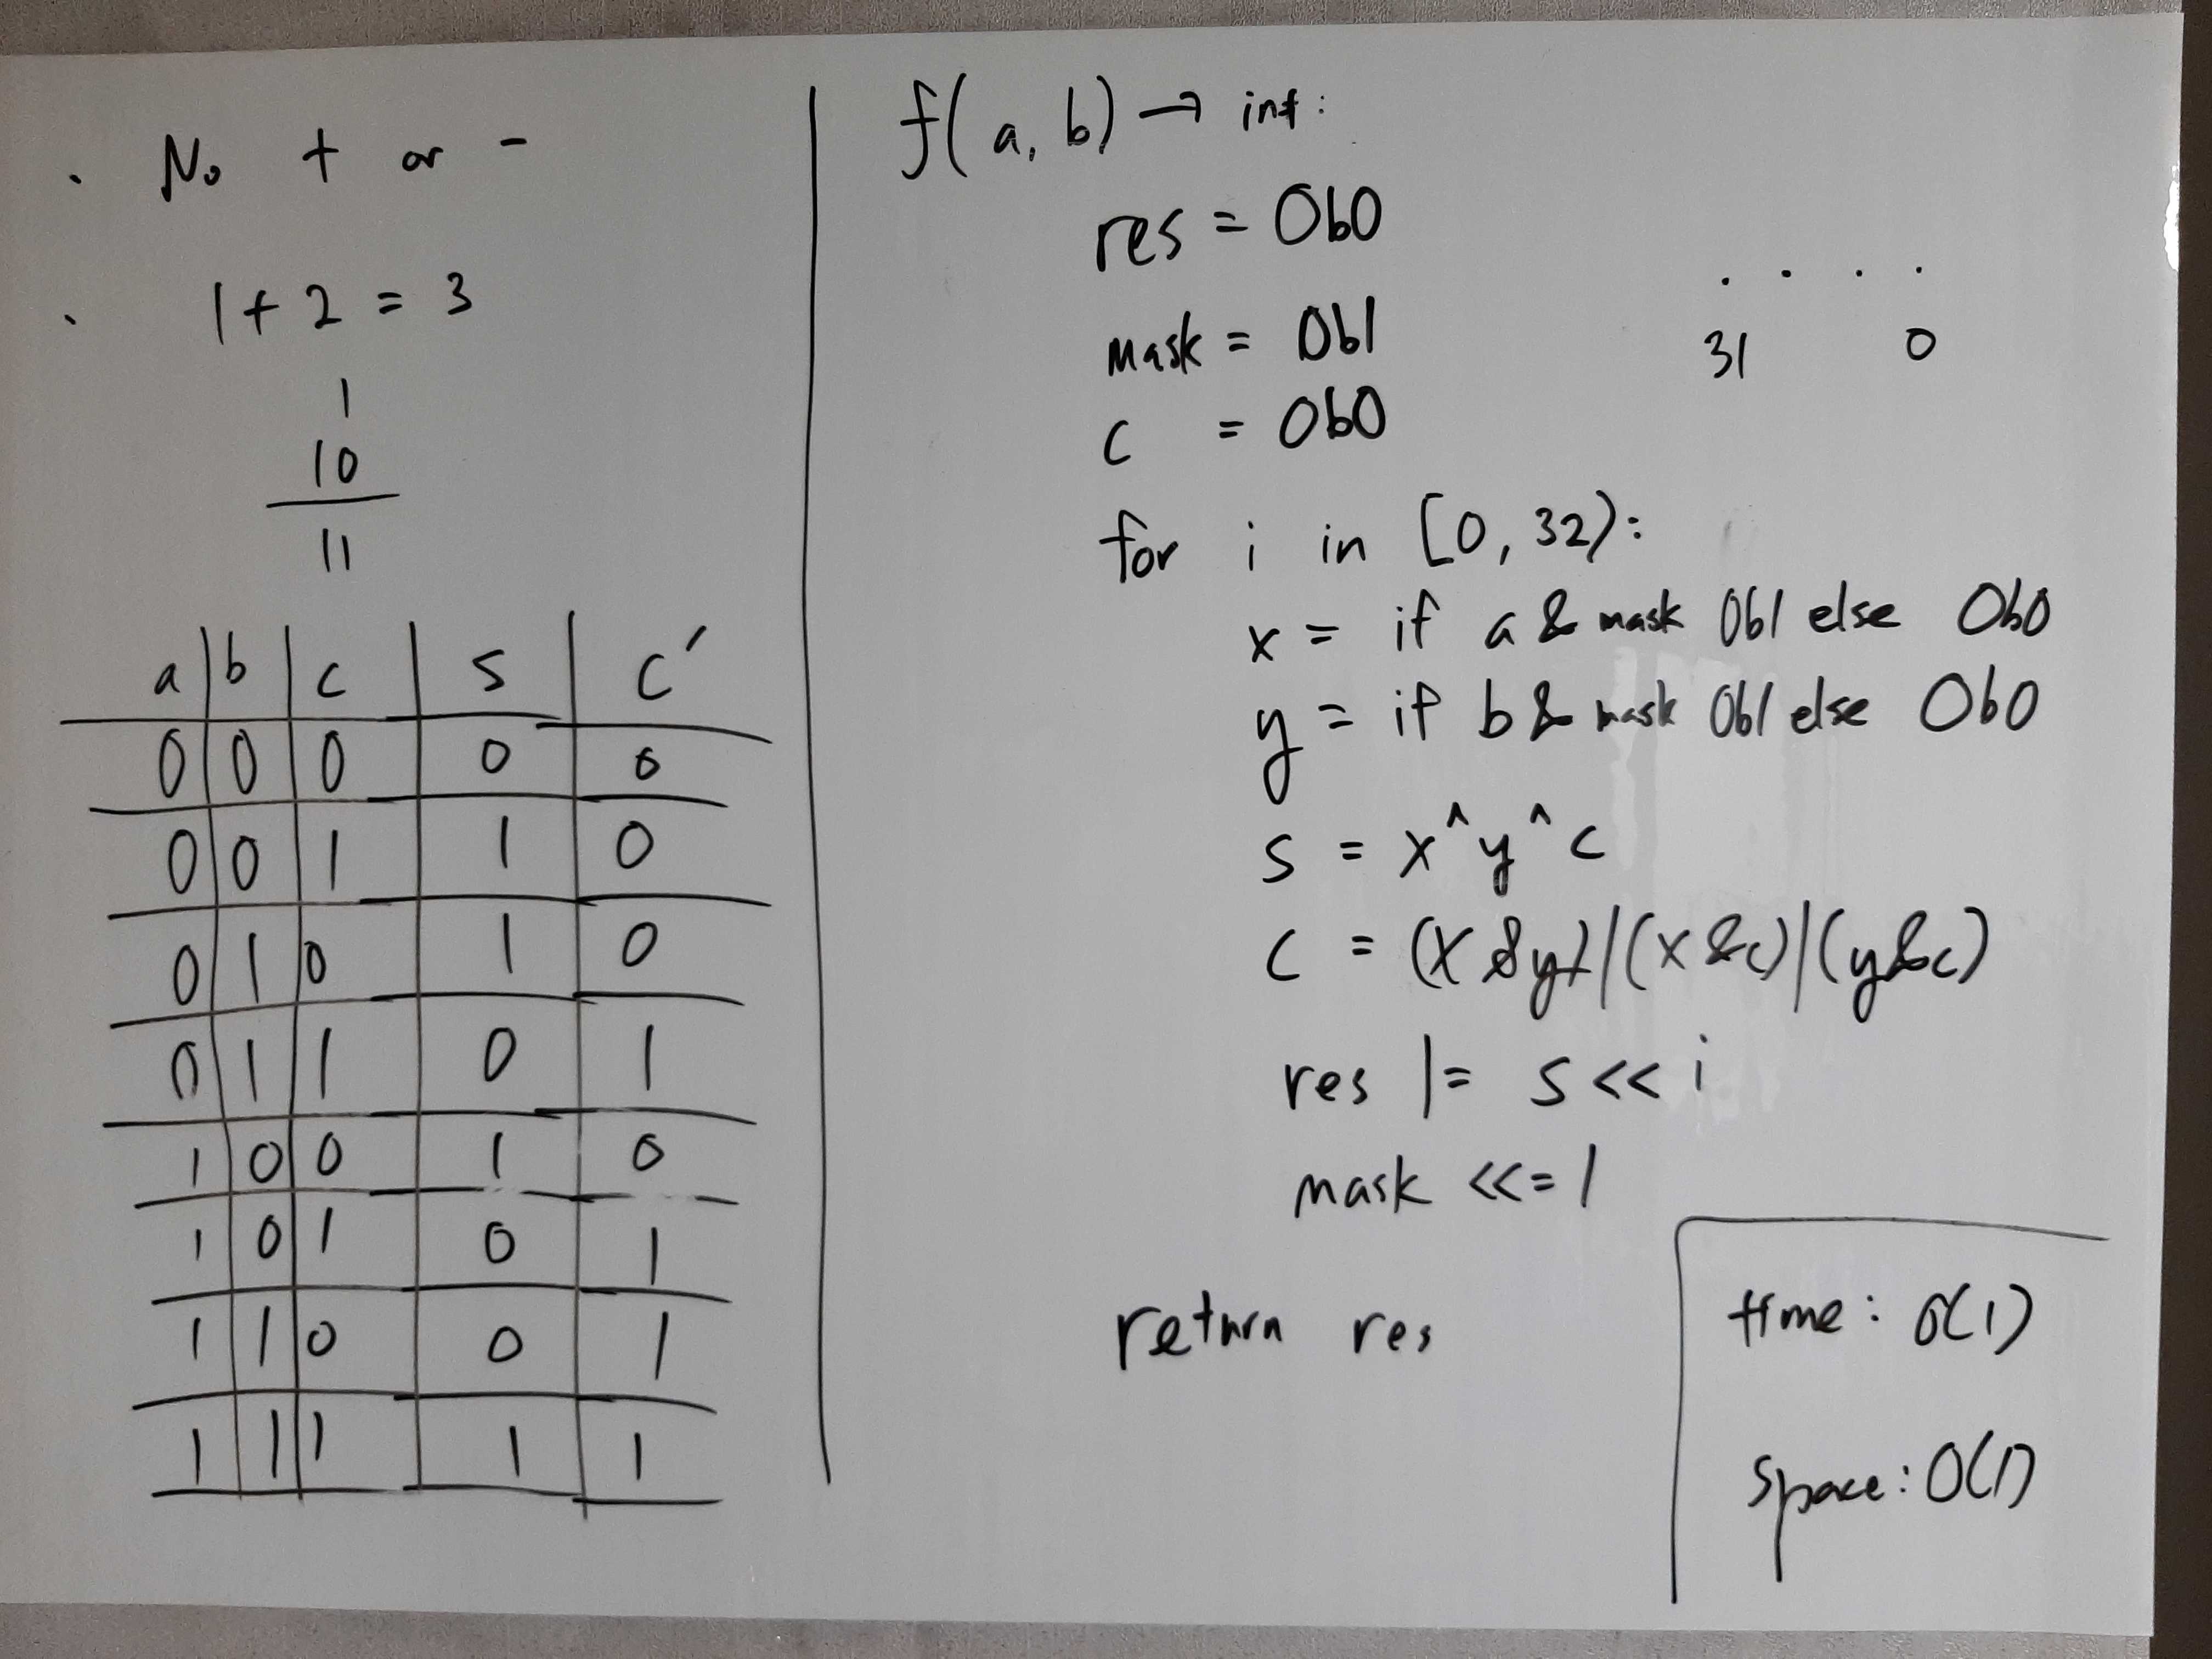 . No + or -
. 1 + 2 = 3
1
10
11
a b c s c'
0 0 0 0 0
0 0 1 1 0
0 1 0 1 0
0 1 1 0 1
1 0 0 1 0
1 0 1 0 1
1 1 0 0 1
1 1 1 1 1
f(a, b) → int:
res = 0b0
mask = 0b1
c = 0b0
. . . .
31 0
for i in [0, 32):
x = if a & mask 0b1 else 0b0
y = if b & mask 0b1 else 0b0
s = x^y^c
c = (x&y)|(x&c)|(y&c)
res |= s << i
mask <<= 1
return res
time: O(1)
space: O(1)